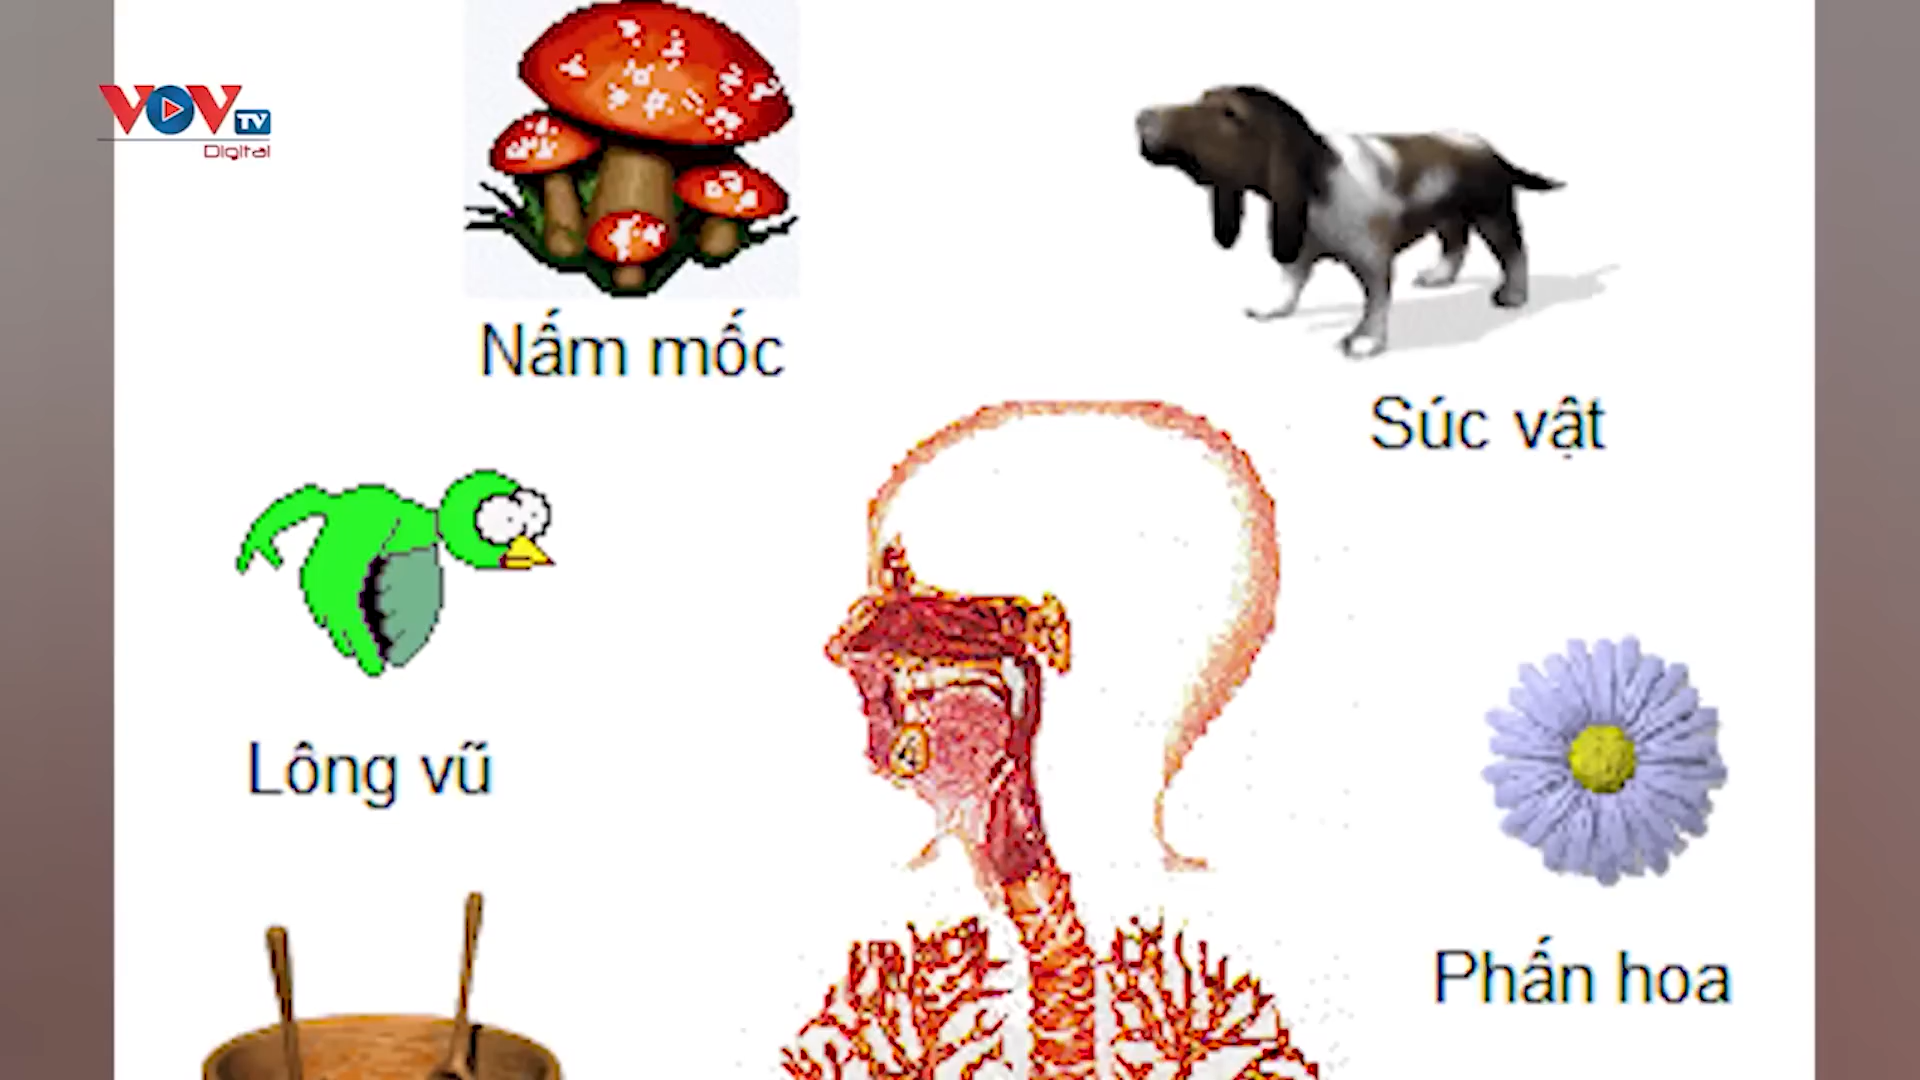 VOV TV
Digital
Nấm mốc
Súc vật
Lông vũ
Phấn hoa